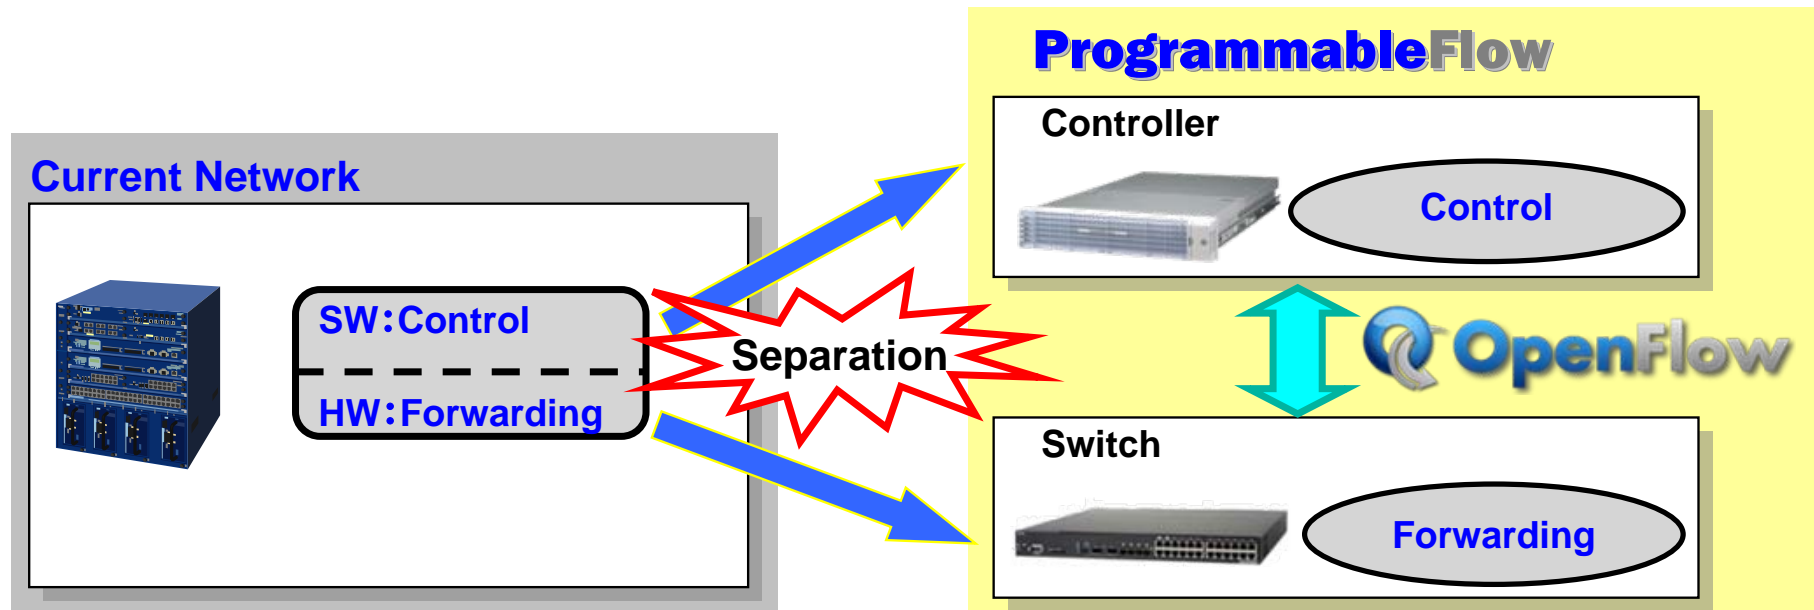 ProgrammableFlow
Controller
Control
Current Network
SW:Control
HW:Forwarding
Separation
OpenFlow
Switch
Forwarding